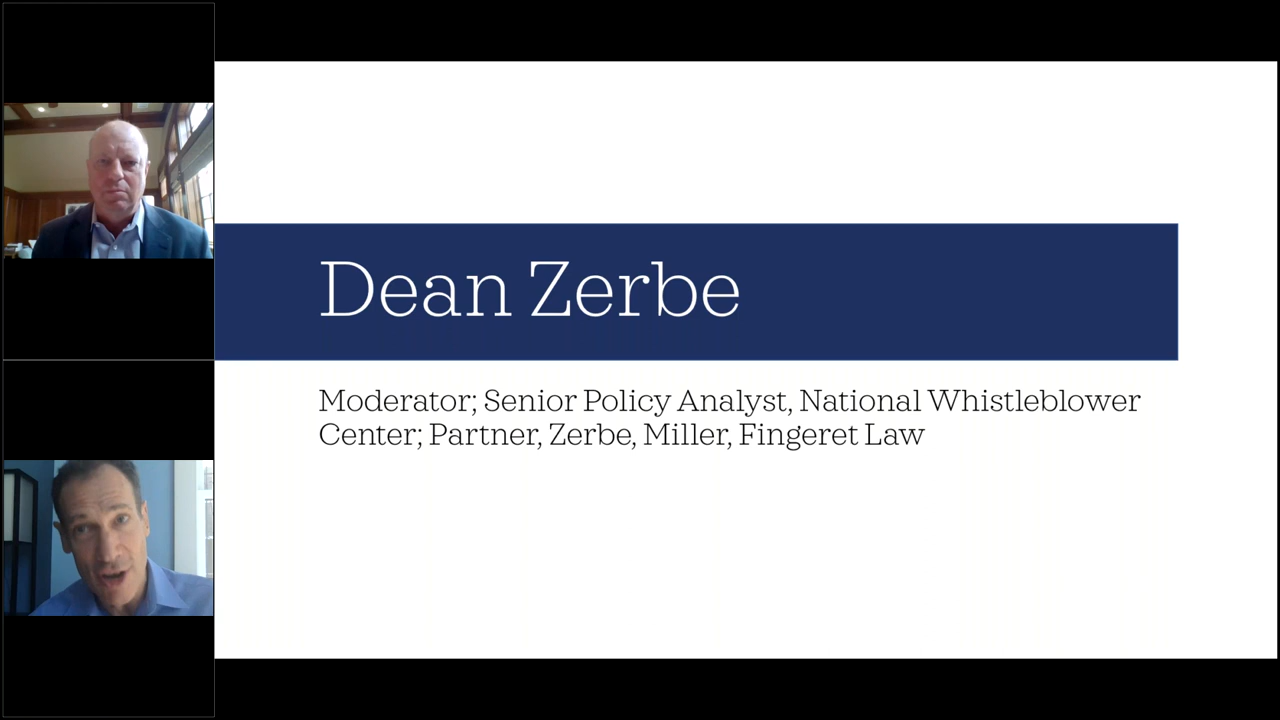 Dean Zerbe
Moderator; Senior Policy Analyst, National Whistleblower
Center; Partner, Zerbe, Miller, Fingeret Law